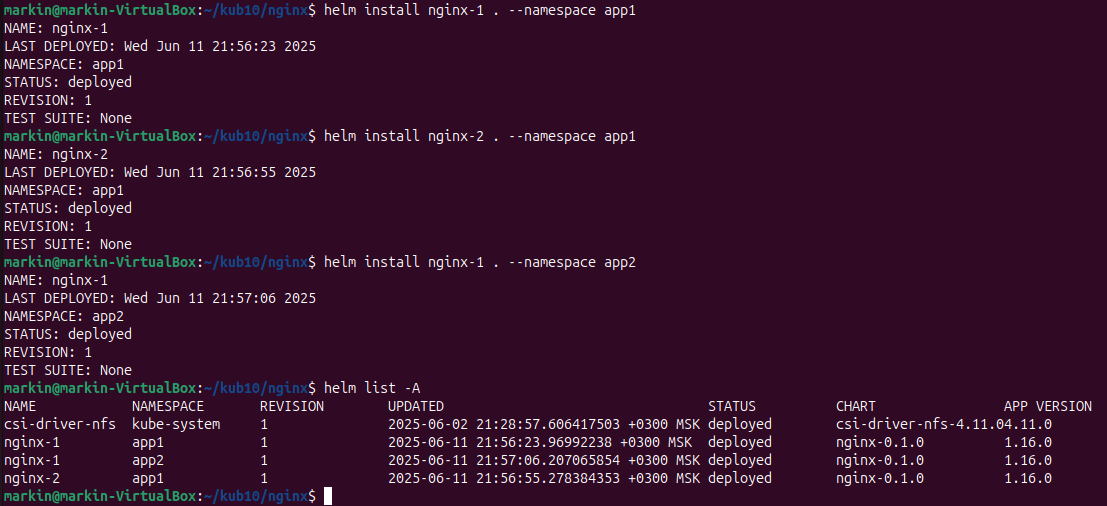 markin@markin-VirtualBox:~/kub10/nginx$ helm install nginx-1 . --namespace app1
NAME: nginx-1
LAST DEPLOYED: Wed Jun 11 21:56:23 2025
NAMESPACE: app1
STATUS: deployed
REVISION: 1
TEST SUITE: None
markin@markin-VirtualBox:~/kub10/nginx$ helm install nginx-2 . --namespace app1
NAME: nginx-2
LAST DEPLOYED: Wed Jun 11 21:56:55 2025
NAMESPACE: app1
STATUS: deployed
REVISION: 1
TEST SUITE: None
markin@markin-VirtualBox:~/kub10/nginx$ helm install nginx-1 . --namespace app2
NAME: nginx-1
LAST DEPLOYED: Wed Jun 11 21:57:06 2025
NAMESPACE: app2
STATUS: deployed
REVISION: 1
TEST SUITE: None
markin@markin-VirtualBox:~/kub10/nginx$ helm list -A
NAME NAMESPACE REVISION UPDATED STATUS CHART APP VERSION
csi-driver-nfs kube-system 1 2025-06-02 21:28:57.606417503 +0300 MSK deployed csi-driver-nfs-4.11.04.11.0
nginx-1 app1 1 2025-06-11 21:56:23.96992238 +0300 MSK deployed nginx-0.1.0 1.16.0
nginx-1 app2 1 2025-06-11 21:57:06.207065854 +0300 MSK deployed nginx-0.1.0 1.16.0
nginx-2 app1 1 2025-06-11 21:56:55.278384353 +0300 MSK deployed nginx-0.1.0 1.16.0
markin@markin-VirtualBox:~/kub10/nginx$